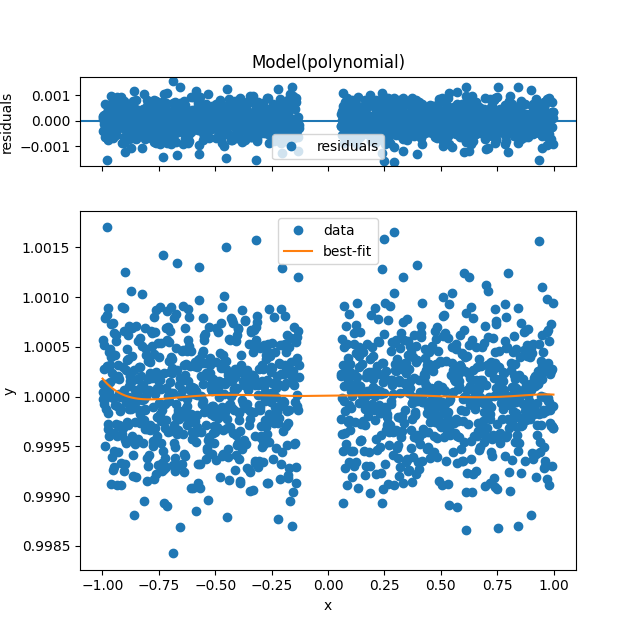 Model(polynomial)
residuals
0.001
0.000
−0.001
residuals
data
best-fit
y
1.0015
1.0010
1.0005
1.0000
0.9995
0.9990
0.9985
−1.00 −0.75 −0.50 −0.25 0.00 0.25 0.50 0.75 1.00
x